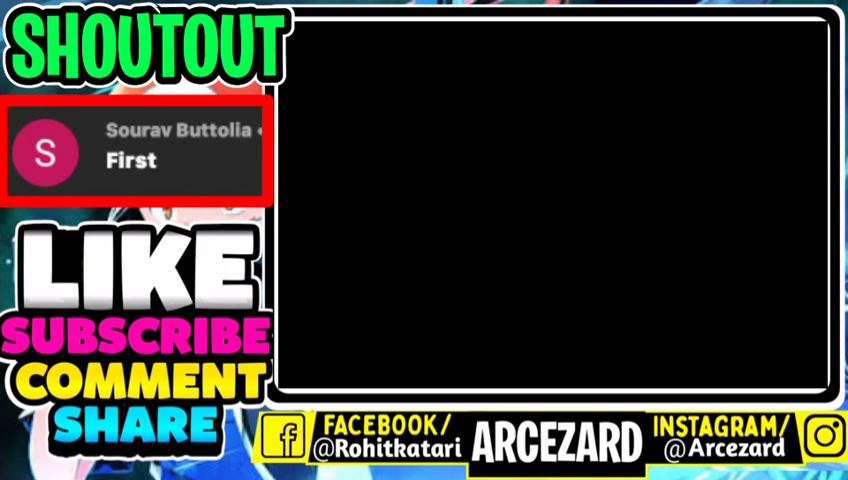 SHOUTOUT
S
Sourav Buttolia
First
LIKE
SUBSCRIBE
COMMENT
SHARE
FACEBOOK/
@Rohitkatari
ARCEZARD
INSTAGRAM/
@Arcezard